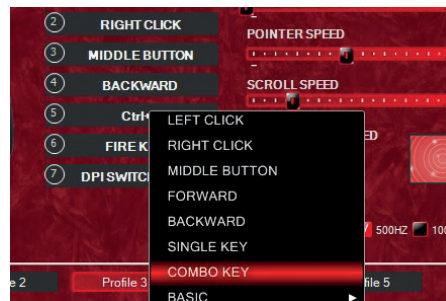 2 RIGHT CLICK
3 MIDDLE BUTTON
4 BACKWARD
5 Ctrl+
6 FIRE K
7 DPI SWITC
POINTER SPEED
SCROLL SPEED
ED
LEFT CLICK
RIGHT CLICK
MIDDLE BUTTON
FORWARD
BACKWARD
SINGLE KEY
COMBO KEY
BASIC
500HZ 100
e 2
Profile 3
file 5